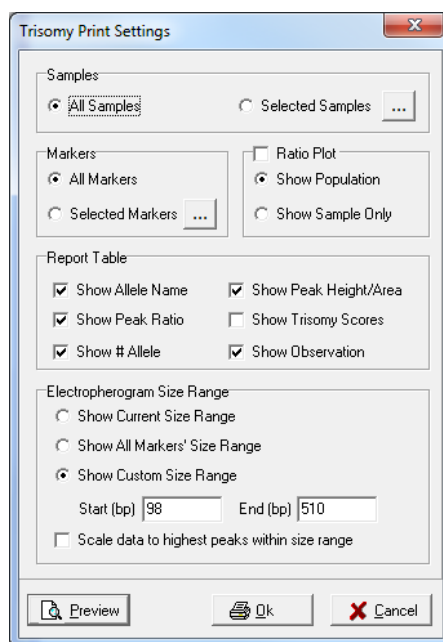 Trisomy Print Settings
Samples
All Samples
Selected Samples
...
Markers
All Markers
Selected Markers ...
Ratio Plot
Show Population
Show Sample Only
Report Table
Show Allele Name
Show Peak Height/Area
Show Peak Ratio
Show Trisomy Scores
Show # Allele
Show Observation
Electropherogram Size Range
Show Current Size Range
Show All Markers' Size Range
Show Custom Size Range
Start (bp) 98 End (bp) 510
Scale data to highest peaks within size range
Preview
Ok
Cancel